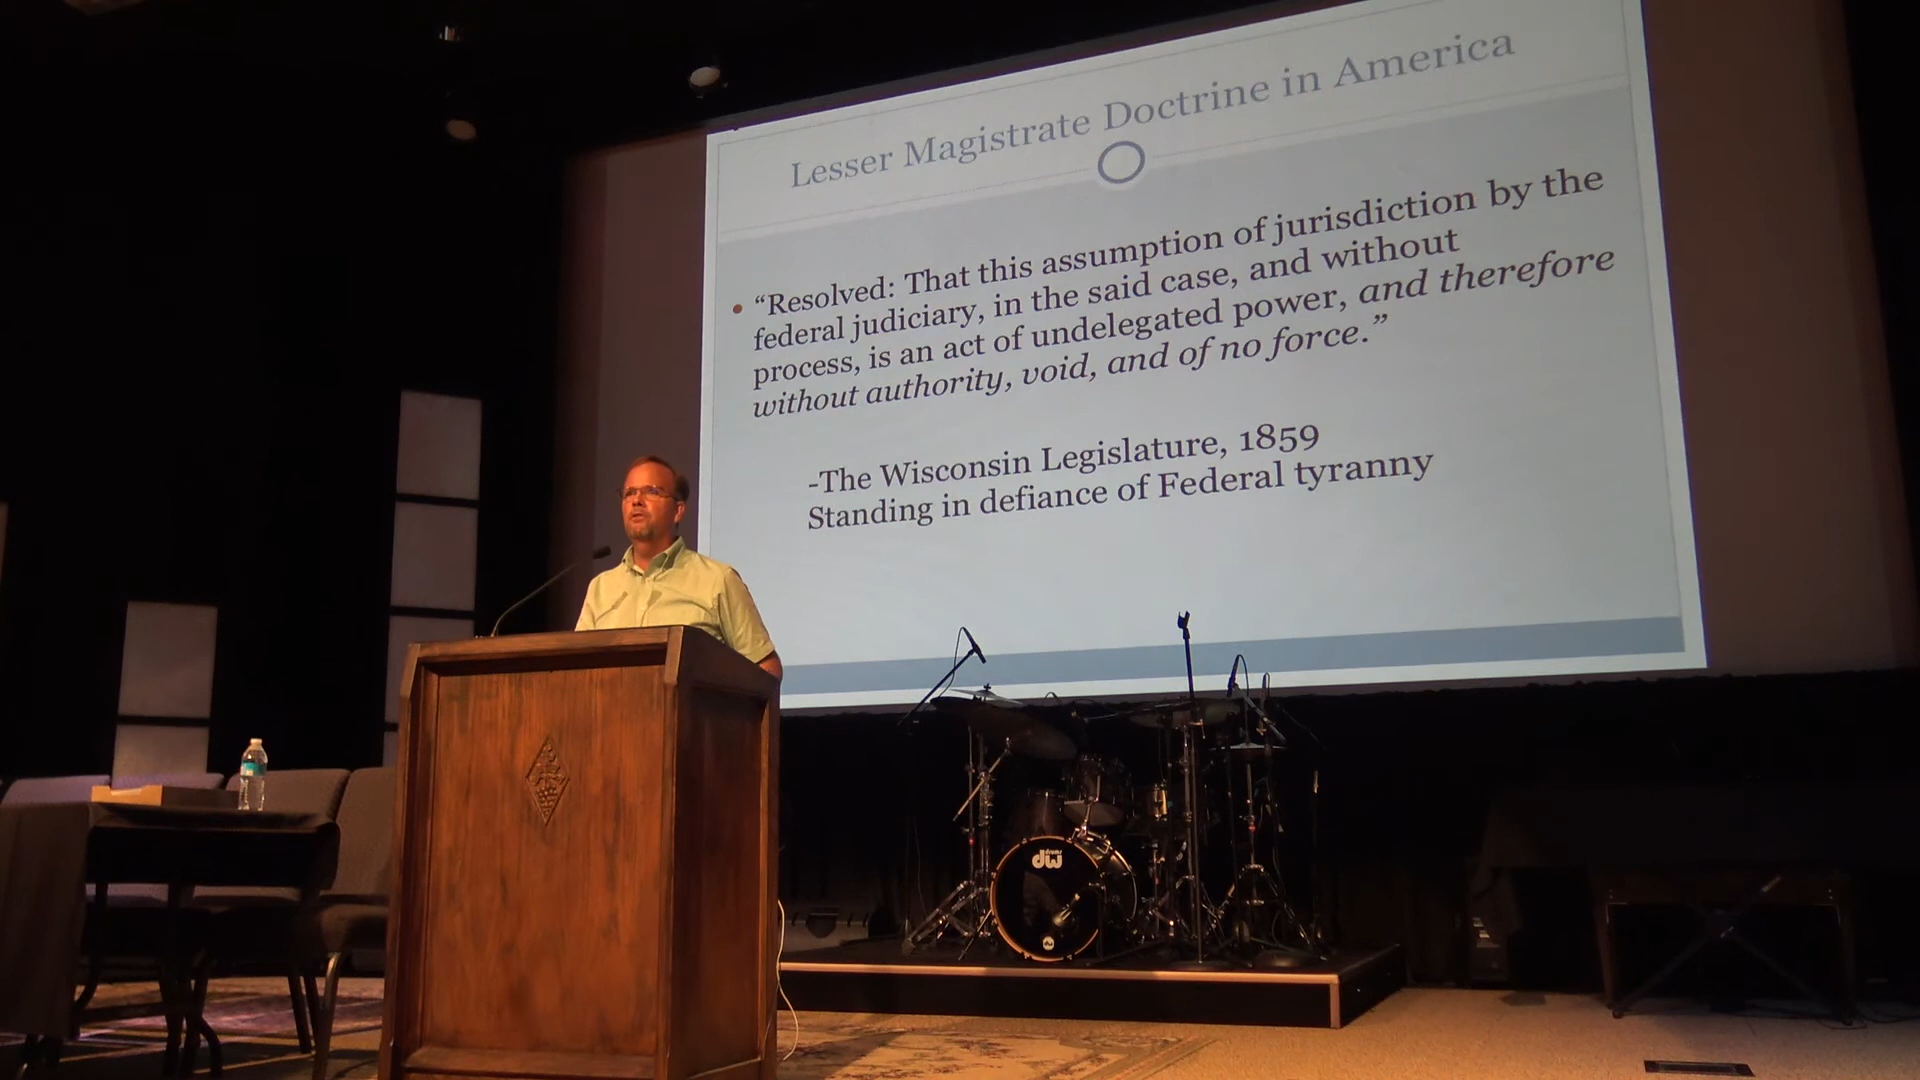 Lesser Magistrate Doctrine in America
• “Resolved: That this assumption of jurisdiction by the
federal judiciary, in the said case, and without
process, is an act of undelegated power, and therefore
without authority, void, and of no force.”
-The Wisconsin Legislature, 1859
Standing in defiance of Federal tyranny
drums
dw